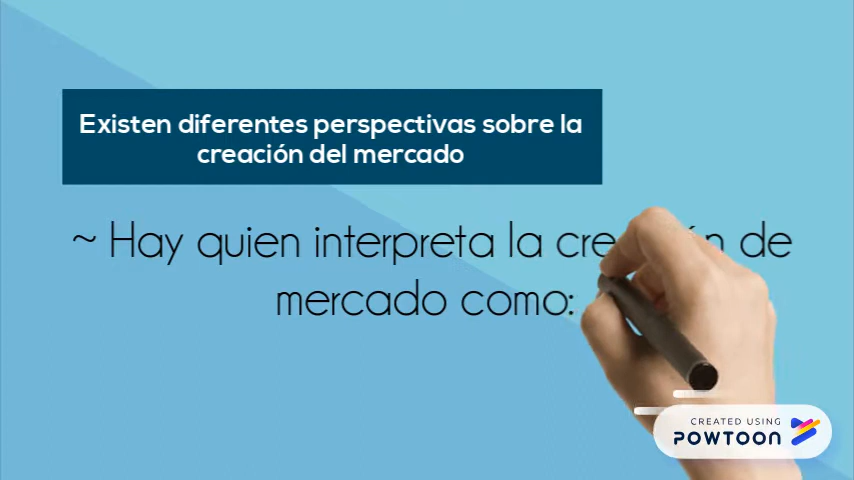 Existen diferentes perspectivas sobre la
creación del mercado
~ Hay quien interpreta la de
mercado como:
CREATED USING
POWTOON